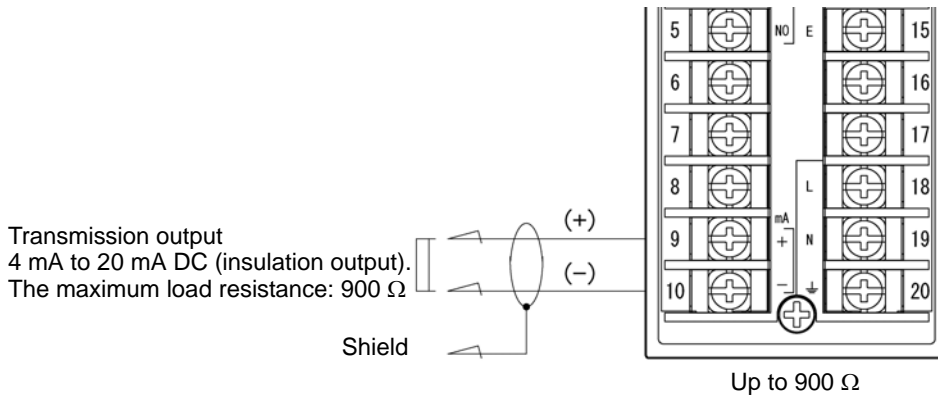 5 NO E 15
6 16
7 17
8 L 18
mA
(+) 9 + N 19
(−) 10 − 20
Transmission output
4 mA to 20 mA DC (insulation output).
The maximum load resistance: 900 Ω
Shield
Up to 900 Ω